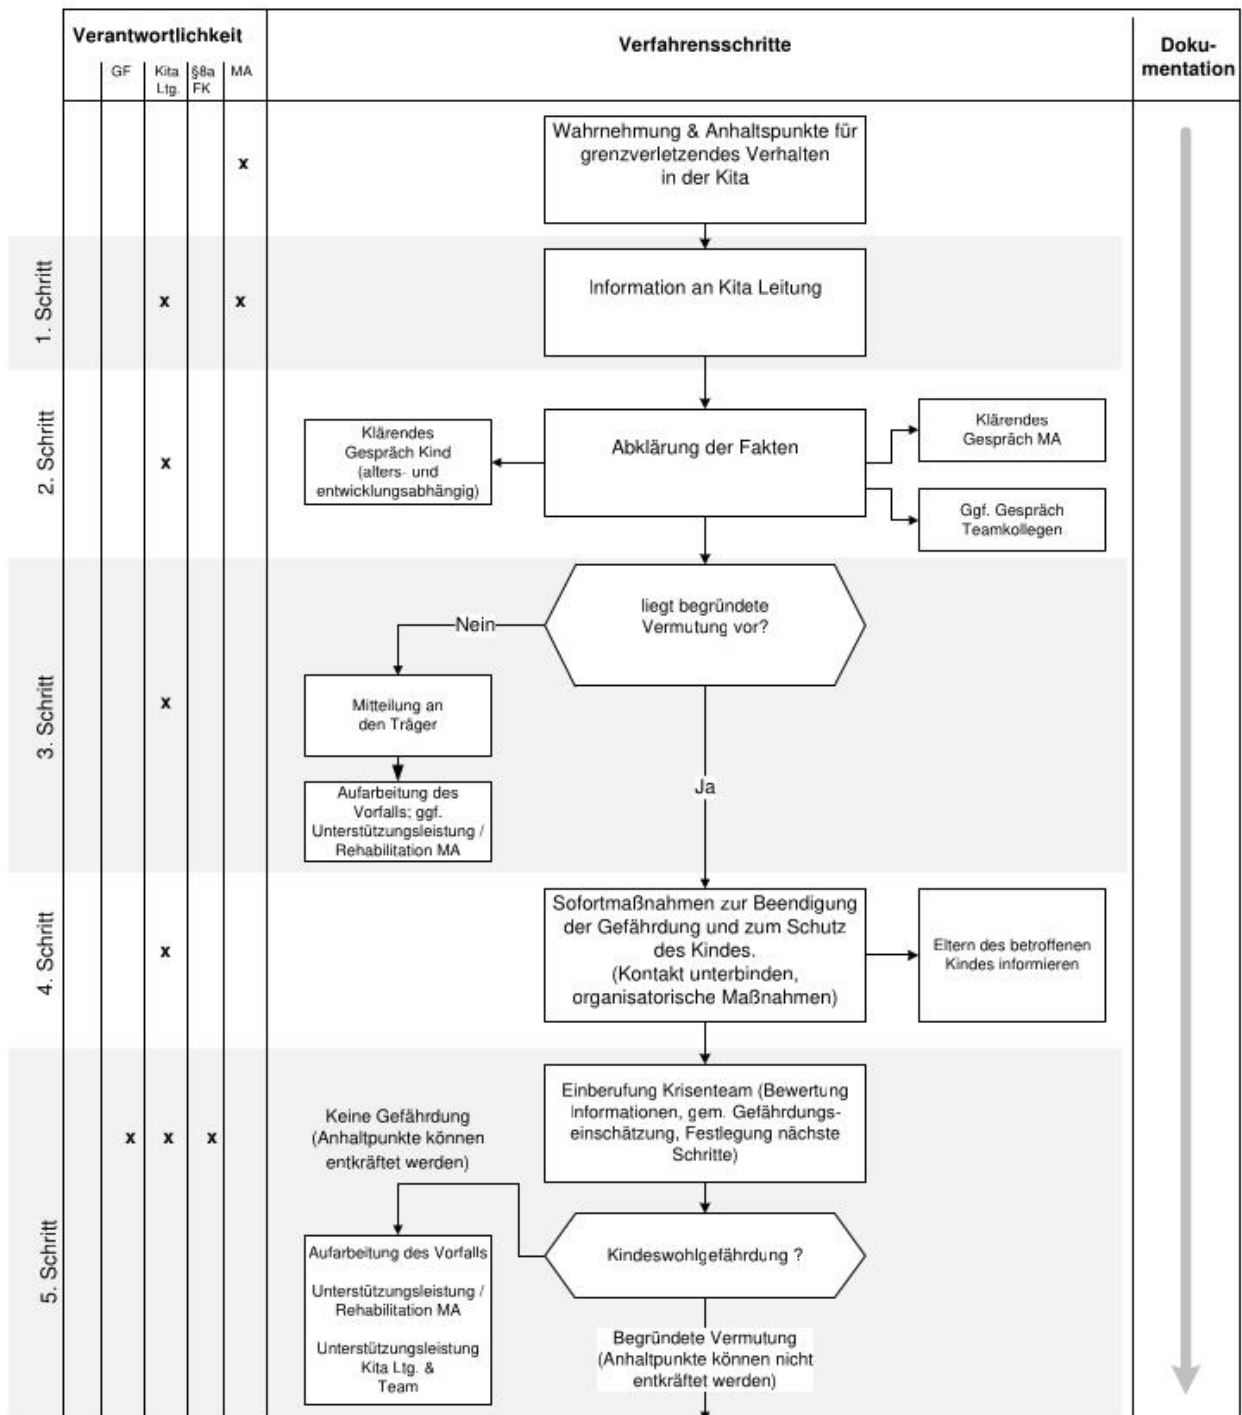 Verantwortlichkeit
GF
Kita
Ltg.
§8a
FK
MA
Verfahrensschritte
Doku-
mentation
x
Wahrnehmung & Anhaltspunkte für
grenzverletzendes Verhalten
in der Kita
1. Schritt
x
x
Information an Kita Leitung
2. Schritt
x
Klärendes
Gespräch Kind
(alters- und
entwicklungsabhängig)
Abklärung der Fakten
Klärendes
Gespräch MA
Ggf. Gespräch
Teamkollegen
3. Schritt
x
liegt begründete
Vermutung vor?
Nein
Mitteilung an
den Träger
Aufarbeitung des
Vorfalls; ggf.
Unterstützungsleistung /
Rehabilitation MA
Ja
4. Schritt
x
Sofortmaßnahmen zur Beendigung
der Gefährdung und zum Schutz
des Kindes.
(Kontakt unterbinden,
organisatorische Maßnahmen)
Eltern des betroffenen
Kindes informieren
5. Schritt
x
x
x
Einberufung Krisenteam (Bewertung
Informationen, gem. Gefährdungs-
einschätzung, Festlegung nächste
Schritte)
Keine Gefährdung
(Anhaltpunkte können
entkräftet werden)
Kindeswohlgefährdung ?
Aufarbeitung des Vorfalls
Unterstützungsleistung /
Rehabilitation MA
Unterstützungsleistung
Kita Ltg. &
Team
Begründete Vermutung
(Anhaltpunkte können nicht
entkräftet werden)